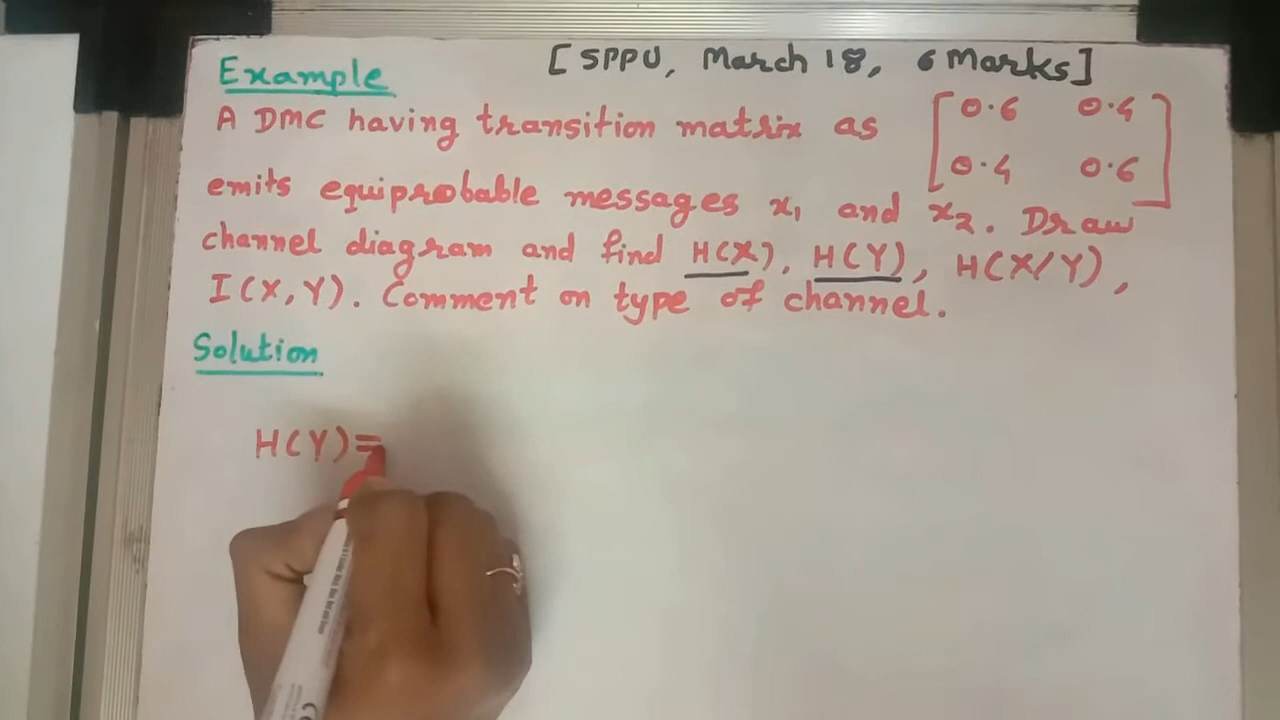 Example [SPPU, March 18, 6 Marks]
A DMC having transition matrix as [0.6 0.4
0.4 0.6]
emits equiprobable messages x₁ and x₂. Draw
channel diagram and find H(X), H(Y), H(X/Y),
I(X,Y). Comment on type of channel.
Solution
H(Y)=